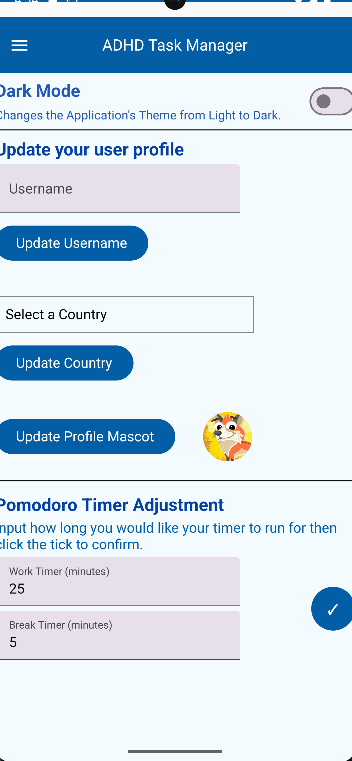 ADHD Task Manager
Dark Mode
Changes the Application's Theme from Light to Dark.
Update your user profile
Username
Update Username
Select a Country
Update Country
Update Profile Mascot
Pomodoro Timer Adjustment
Input how long you would like your timer to run for then
click the tick to confirm.
Work Timer (minutes)
25
Break Timer (minutes)
5